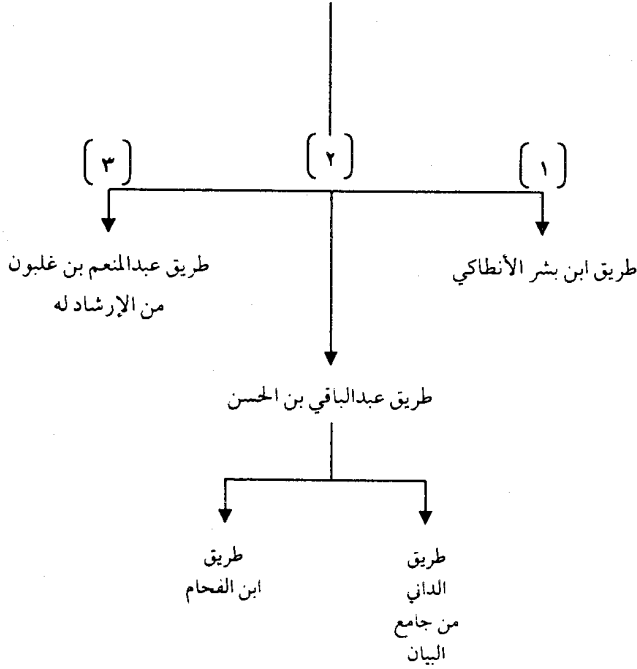 (١)
(٢)
(٣)
طريق ابن بشر الأنطاكي
طريق عبدالمنعم بن غلبون
من الإرشاد له
طريق عبدالباقي بن الحسن
طريق
الداني
من جامع
البيان
طريق
ابن الفحام